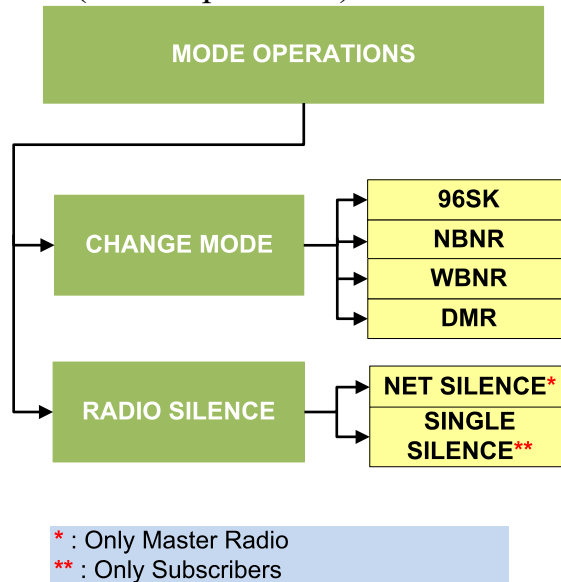 MODE OPERATIONS
CHANGE MODE
96SK
NBNR
WBNR
DMR
RADIO SILENCE
NET SILENCE*
SINGLE
SILENCE**
* : Only Master Radio
** : Only Subscribers